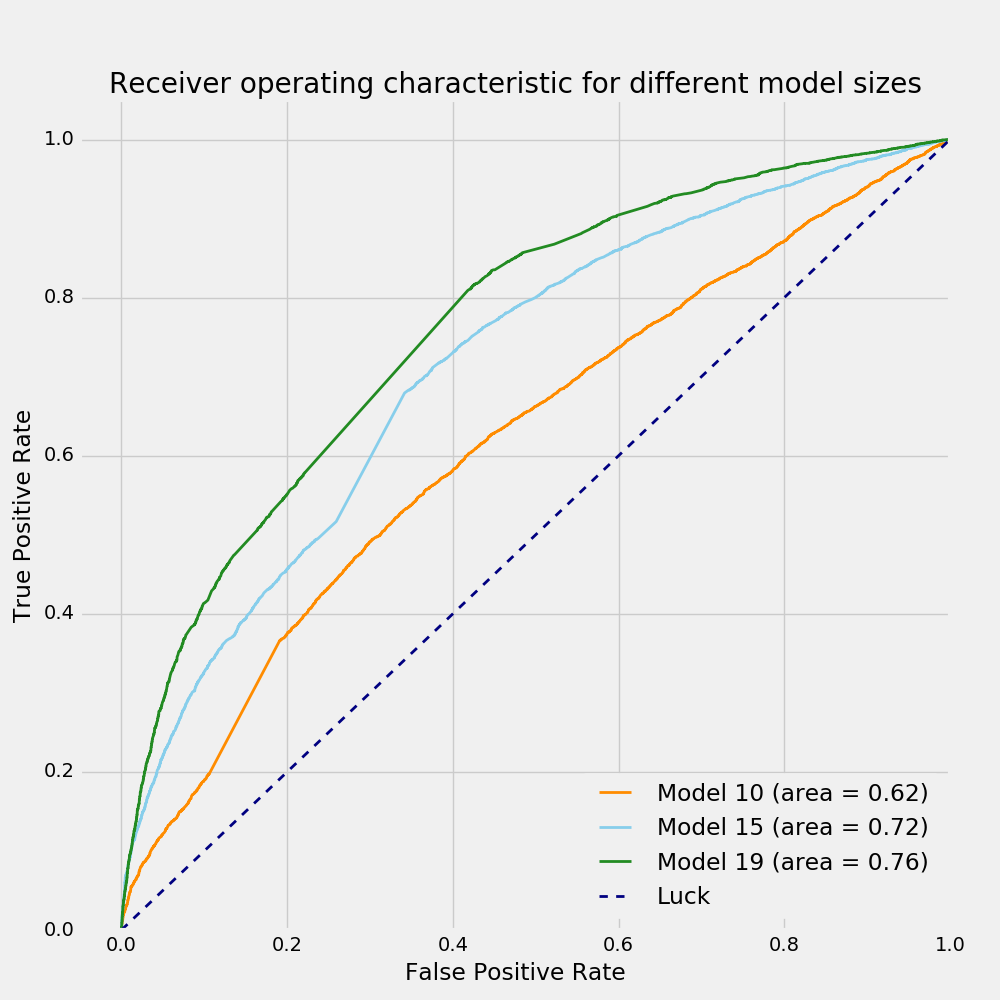 Receiver operating characteristic for different model sizes
1.0
0.8
0.6
0.4
0.2
0.0
True Positive Rate
Model 10 (area = 0.62)
Model 15 (area = 0.72)
Model 19 (area = 0.76)
Luck
0.0 0.2 0.4 0.6 0.8 1.0
False Positive Rate